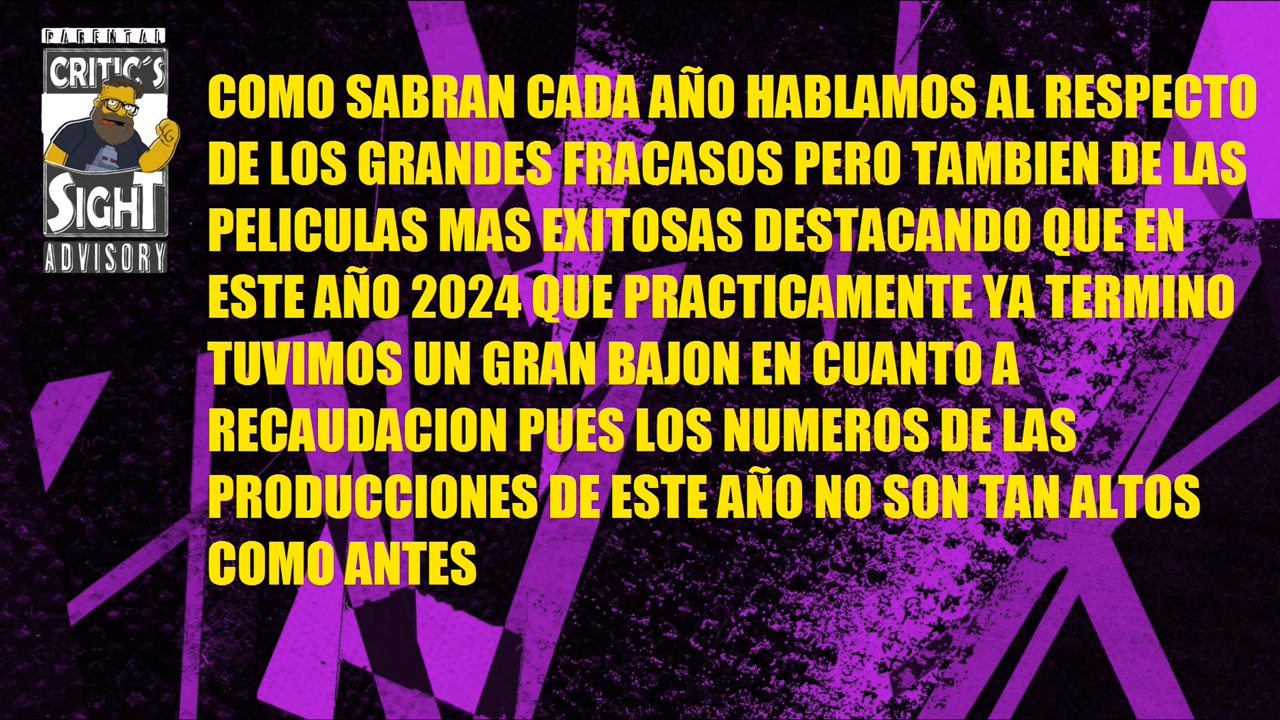 PARENTAL
CRITIC´S
SIGHT
ADVISORY
COMO SABRAN CADA AÑO HABLAMOS AL RESPECTO
DE LOS GRANDES FRACASOS PERO TAMBIEN DE LAS
PELICULAS MAS EXITOSAS DESTACANDO QUE EN
ESTE AÑO 2024 QUE PRACTICAMENTE YA TERMINO
TUVIMOS UN GRAN BAJON EN CUANTO A
RECAUDACION PUES LOS NUMEROS DE LAS
PRODUCCIONES DE ESTE AÑO NO SON TAN ALTOS
COMO ANTES